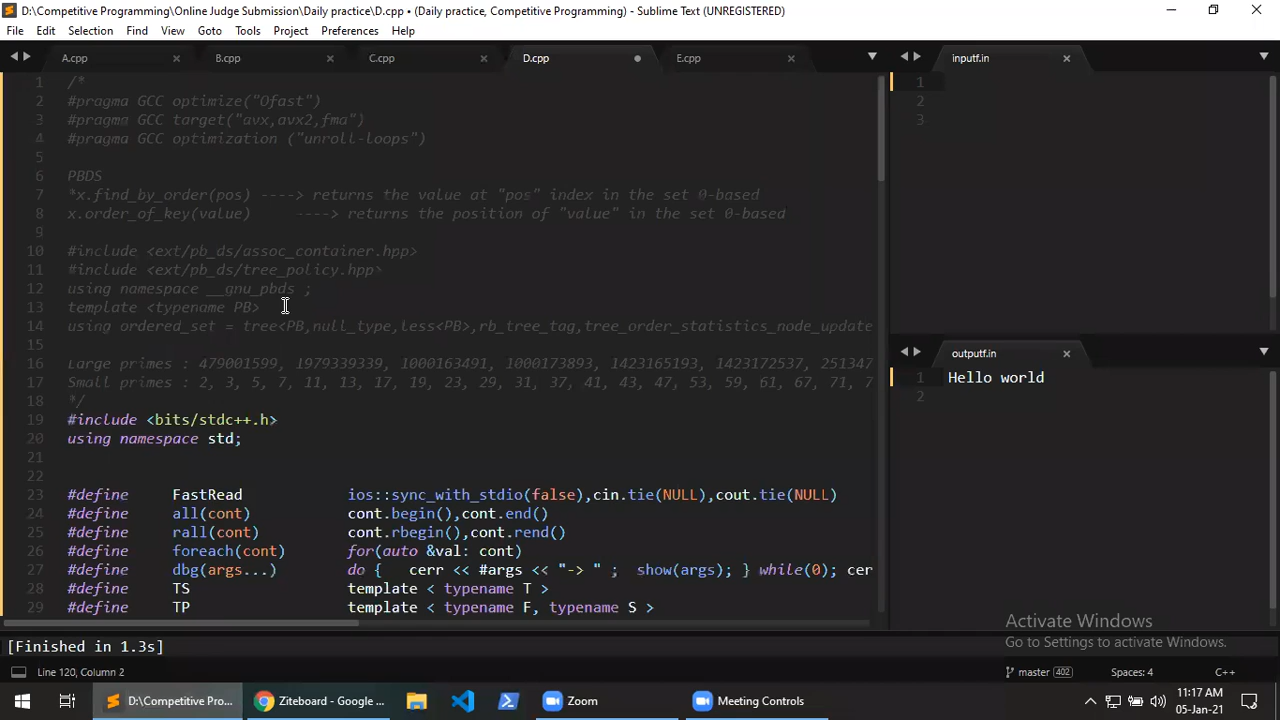 D:\Competitive Programming\Online Judge Submission\Daily practice\D.cpp • (Daily practice, Competitive Programming) - Sublime Text (UNREGISTERED)
File Edit Selection Find View Goto Tools Project Preferences Help
A.cpp B.cpp C.cpp D.cpp E.cpp
1 /*
2 #pragma GCC optimize("Ofast")
3 #pragma GCC target("avx,avx2,fma")
4 #pragma GCC optimization ("unroll-loops")
5
6 PBDS
7 *x.find_by_order(pos) ----> returns the value at "pos" index in the set 0-based
8 x.order_of_key(value) ----> returns the position of "value" in the set 0-based
9
10 #include <ext/pb_ds/assoc_container.hpp>
11 #include <ext/pb_ds/tree_policy.hpp>
12 using namespace __gnu_pbds ;
13 template <typename PB>
14 using ordered_set = tree<PB,null_type,less<PB>,rb_tree_tag,tree_order_statistics_node_update
15
16 Large primes : 479001599, 1979339339, 1000163491, 1000173893, 1423165193, 1423172537, 251347
17 Small primes : 2, 3, 5, 7, 11, 13, 17, 19, 23, 29, 31, 37, 41, 43, 47, 53, 59, 61, 67, 71, 7
18 */
19 #include <bits/stdc++.h>
20 using namespace std;
21
22
23 #define FastRead ios::sync_with_stdio(false),cin.tie(NULL),cout.tie(NULL)
24 #define all(cont) cont.begin(),cont.end()
25 #define rall(cont) cont.rbegin(),cont.rend()
26 #define foreach(cont) for(auto &val: cont)
27 #define dbg(args...) do { cerr << #args << "-> " ; show(args); } while(0); cer
28 #define TS template < typename T >
29 #define TP template < typename F, typename S >
inputf.in
1
2
3
outputf.in
1 Hello world
2
Activate Windows
Go to Settings to activate Windows.
[Finished in 1.3s]
Line 120, Column 2
master 402 Spaces: 4 C++
D:\Competitive Pro... Ziteboard - Google ... Zoom Meeting Controls
11:17 AM
05-Jan-21